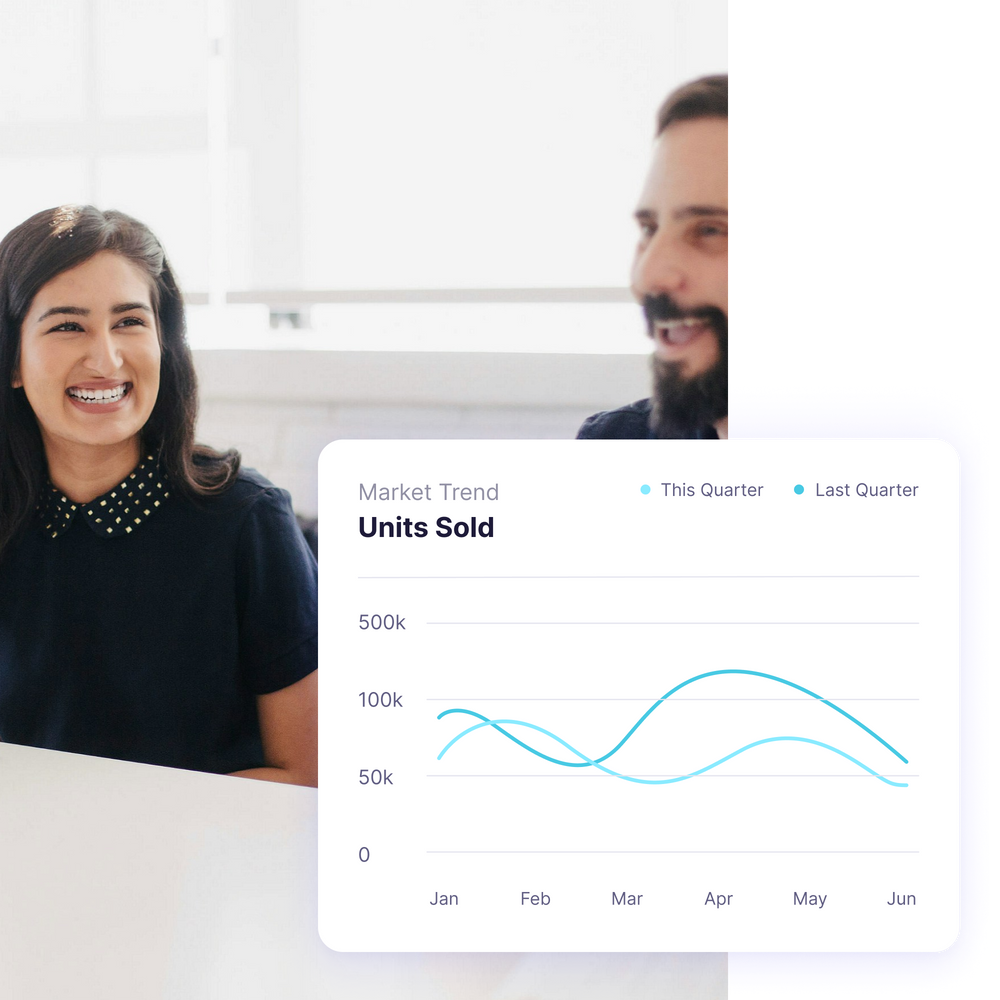 Market Trend
Units Sold
This Quarter
Last Quarter
500k
100k
50k
0
Jan Feb Mar Apr May Jun